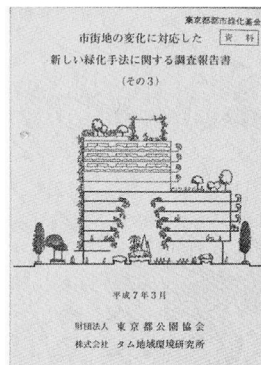 東京都都市緑化基金
資料
市街地の変化に対応した
新しい緑化手法に関する調査報告書
(その3)
平成7年3月
財団法人 東京都公園協会
株式会社 タム地域環境研究所